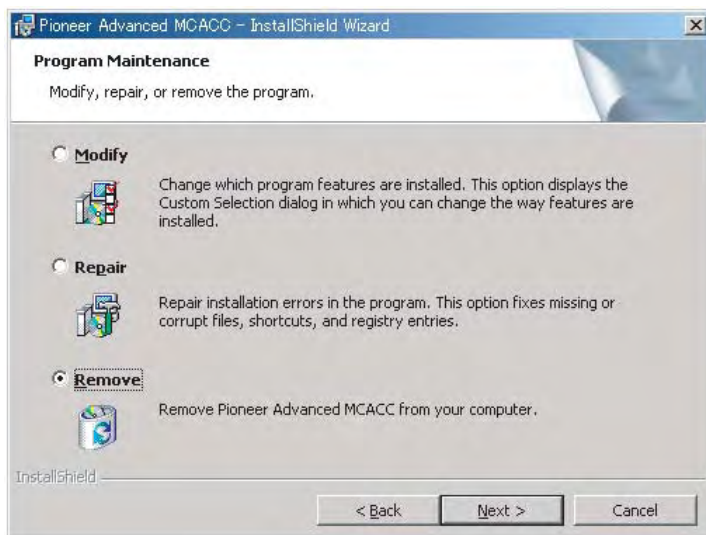 Pioneer Advanced MCACC - InstallShield Wizard
Program Maintenance
Modify, repair, or remove the program.
Modify
Change which program features are installed. This option displays the
Custom Selection dialog in which you can change the way features are
installed.
Repair
Repair installation errors in the program. This option fixes missing or
corrupt files, shortcuts, and registry entries.
Remove
Remove Pioneer Advanced MCACC from your computer.
InstallShield
< Back
Next >
Cancel